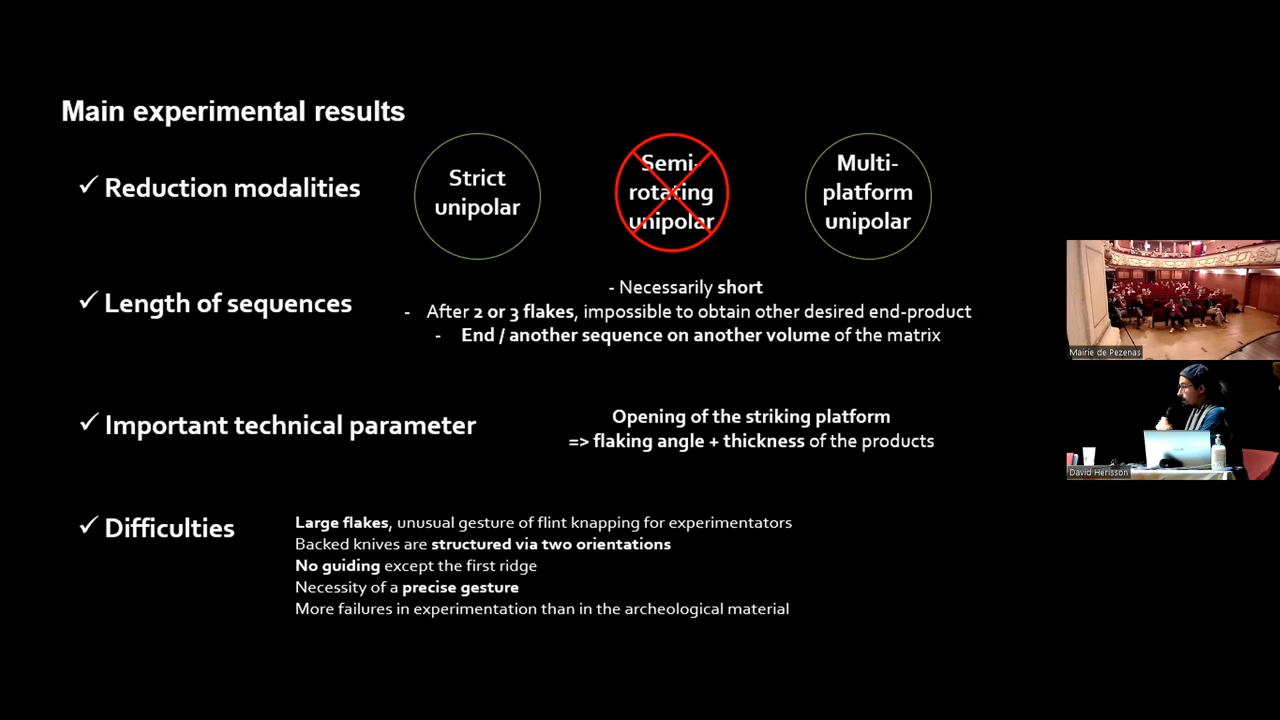 Main experimental results
✓ Reduction modalities
Strict
unipolar
Semi-
rotating
unipolar
Multi-
platform
unipolar
✓ Length of sequences
- Necessarily short
- After 2 or 3 flakes, impossible to obtain other desired end-product
- End / another sequence on another volume of the matrix
✓ Important technical parameter
Opening of the striking platform
=> flaking angle + thickness of the products
✓ Difficulties
Large flakes, unusual gesture of flint knapping for experimentators
Backed knives are structured via two orientations
No guiding except the first ridge
Necessity of a precise gesture
More failures in experimentation than in the archeological material
Mairie de Pezenas
David Hérisson